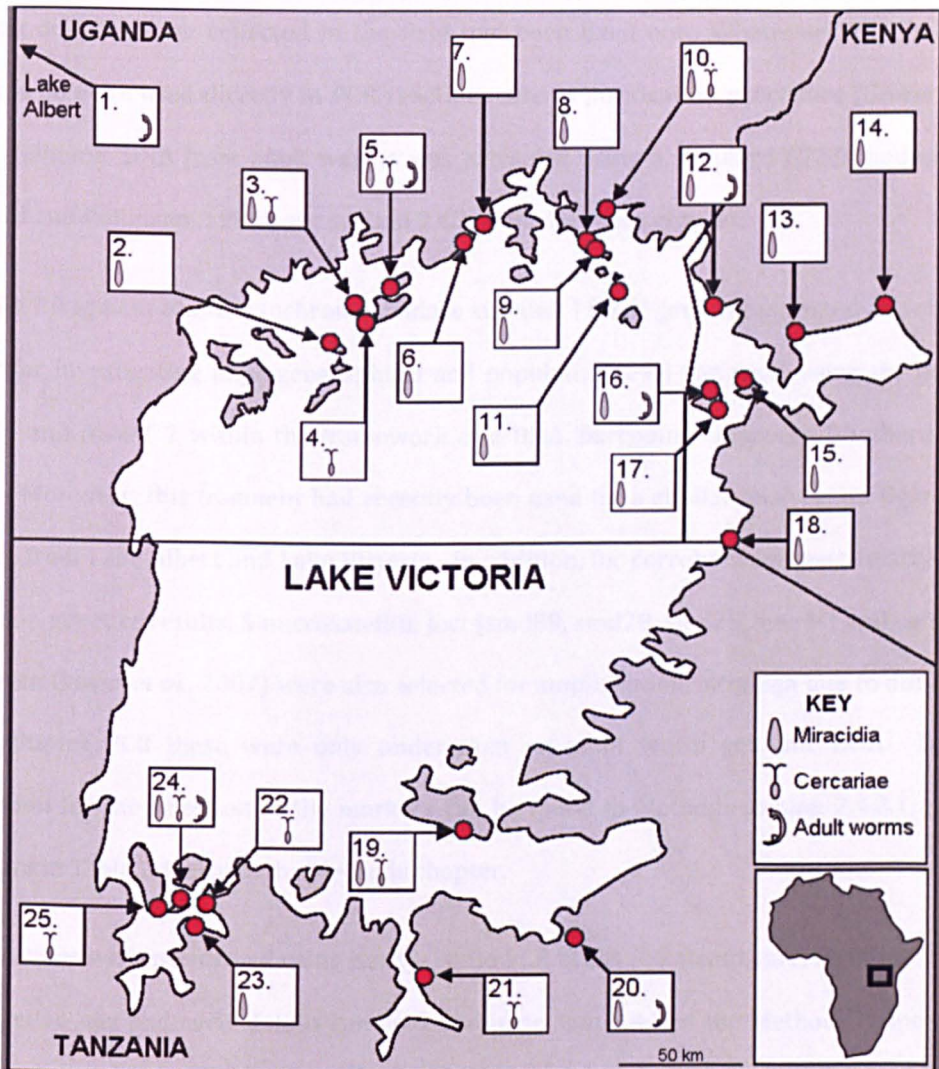 UGANDA
KENYA
Lake
Albert
1.
2.
3.
4.
5.
6.
7.
8.
9.
10.
11.
12.
13.
14.
15.
16.
17.
18.
LAKE VICTORIA
KEY
Miracidia
Cercariae
Adult worms
19.
20.
21.
22.
23.
24.
25.
TANZANIA
50 km